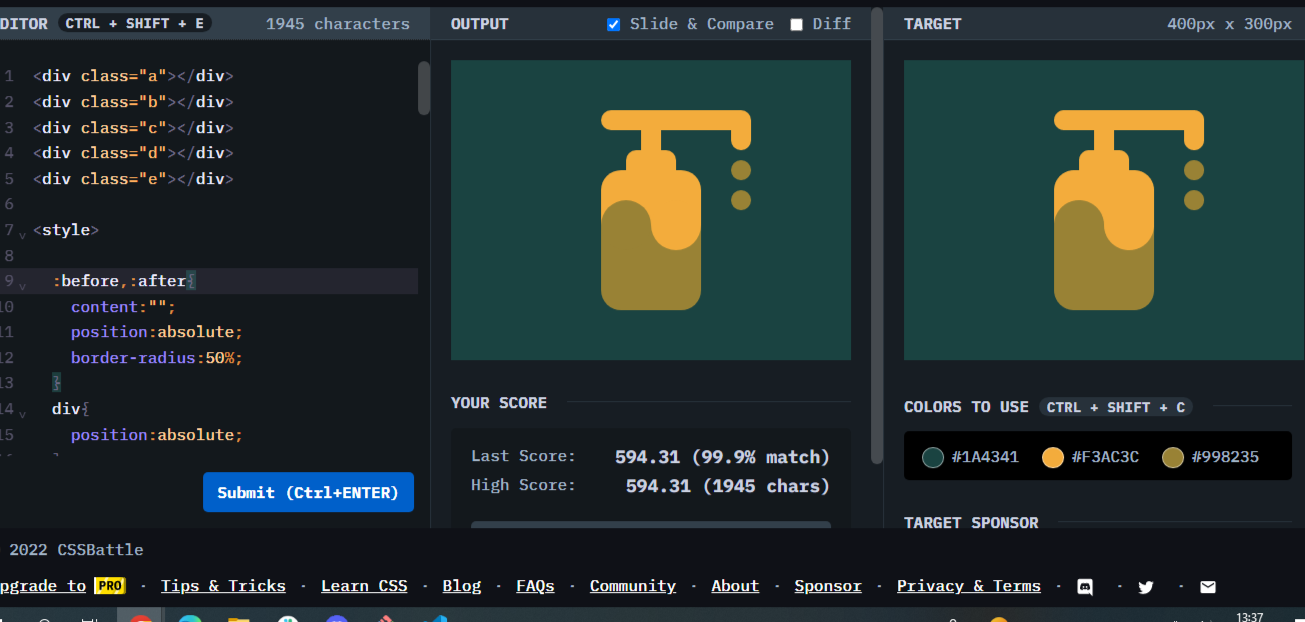 DITOR CTRL + SHIFT + E 1945 characters
1 <div class="a"></div>
2 <div class="b"></div>
3 <div class="c"></div>
4 <div class="d"></div>
5 <div class="e"></div>
6
7 <style>
8
9 :before,:after{
10 content:"";
11 position:absolute;
12 border-radius:50%;
13 }
14 div{
15 position:absolute;
Submit (Ctrl+ENTER)
OUTPUT Slide & Compare Diff
YOUR SCORE
Last Score: 594.31 (99.9% match)
High Score: 594.31 (1945 chars)
TARGET 400px x 300px
COLORS TO USE CTRL + SHIFT + C
#1A4341 #F3AC3C #998235
TARGET SPONSOR
2022 CSSBattle
pgrade to PRO · Tips & Tricks · Learn CSS · Blog · FAQs · Community · About · Sponsor · Privacy & Terms
13:37